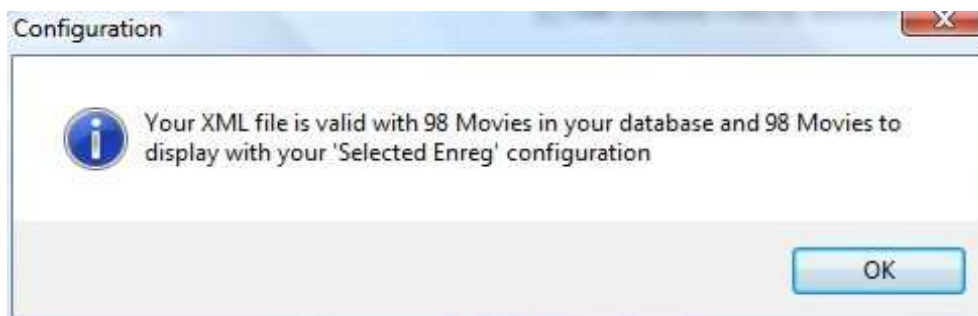 Configuration
Your XML file is valid with 98 Movies in your database and 98 Movies to
display with your 'Selected Enreg' configuration
OK